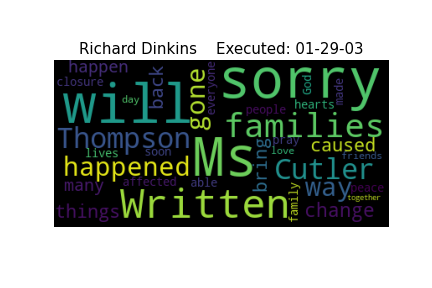 Richard Dinkins    Executed: 01-29-03
happen
closure
day
back
gone
everyone
sorry
God
made
will
hearts
people
families
Thompson
Ms
caused
lives
soon
happened
bring
pray
love
friends
Cutler
many
affected
able
way
peace
together
things
Written
family
change